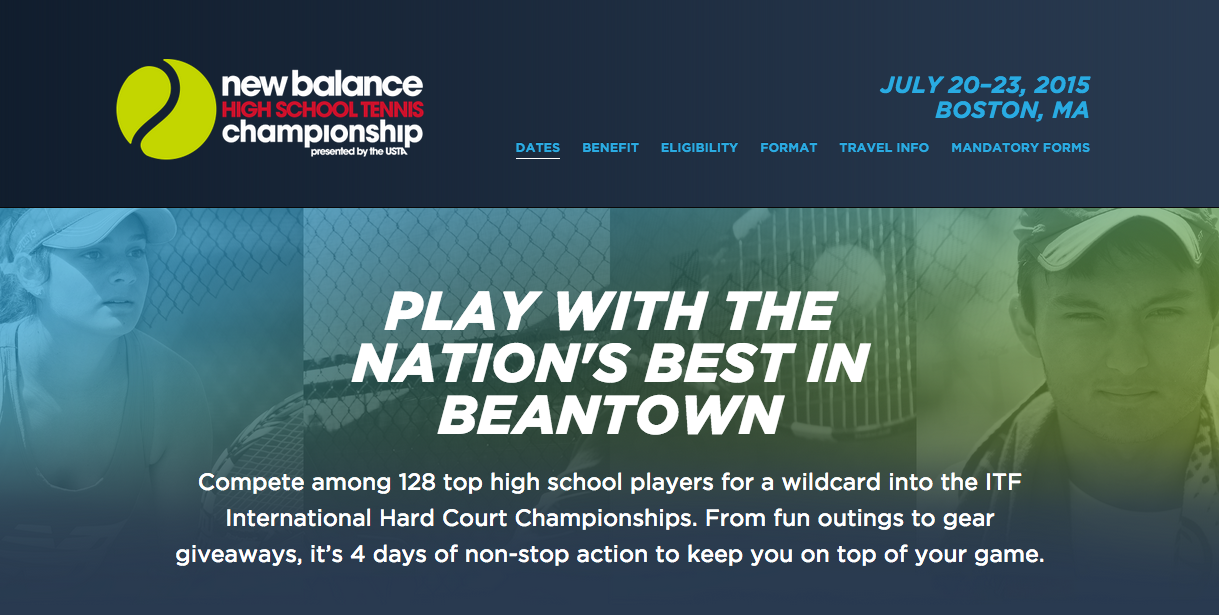 new balance
HIGH SCHOOL TENNIS
championship
presented by the USTA
JULY 20–23, 2015
BOSTON, MA
DATES BENEFIT ELIGIBILITY FORMAT TRAVEL INFO MANDATORY FORMS
PLAY WITH THE
NATION'S BEST IN
BEANTOWN
Compete among 128 top high school players for a wildcard into the ITF
International Hard Court Championships. From fun outings to gear
giveaways, it’s 4 days of non-stop action to keep you on top of your game.